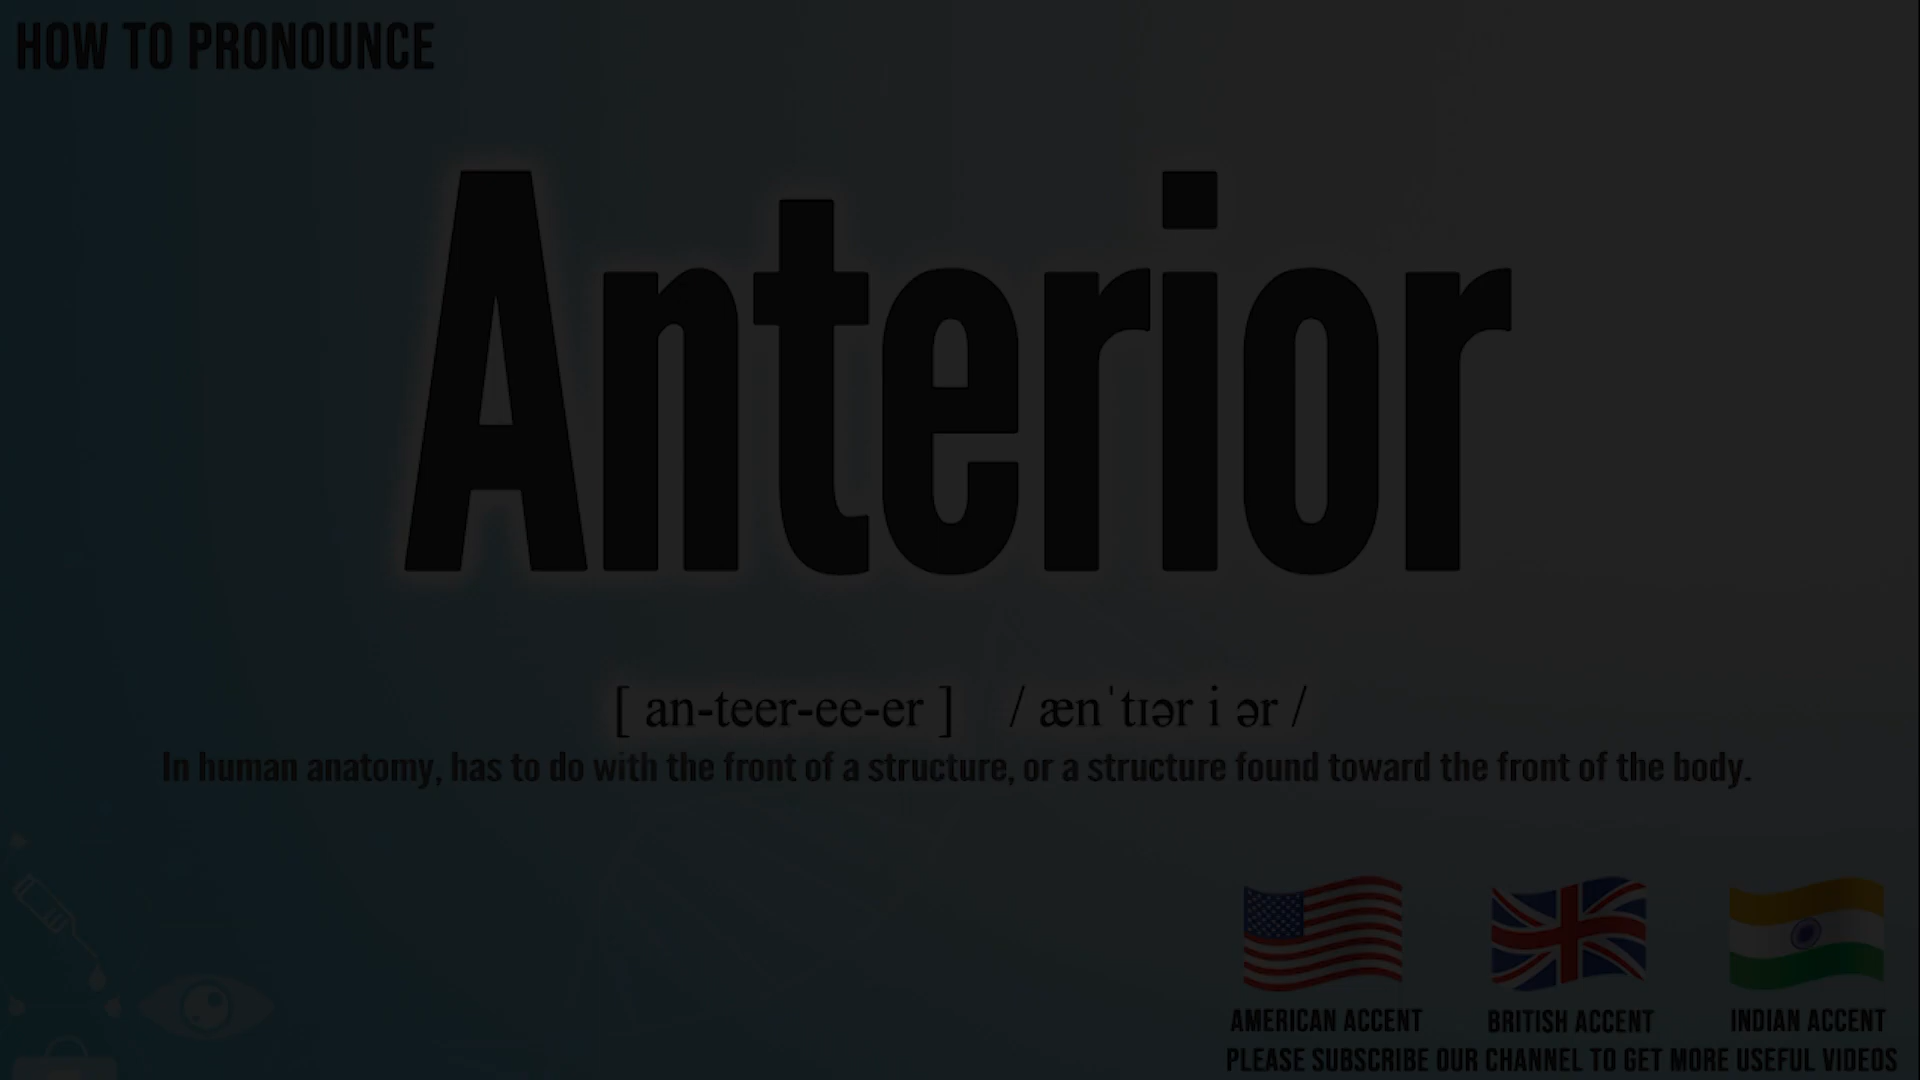 HOW TO PRONOUNCE
Anterior
[ an-teer-ee-er ] / ænˈtɪər i ər /
In human anatomy, has to do with the front of a structure, or a structure found toward the front of the body.
AMERICAN ACCENT BRITISH ACCENT INDIAN ACCENT
PLEASE SUBSCRIBE OUR CHANNEL TO GET MORE USEFUL VIDEOS